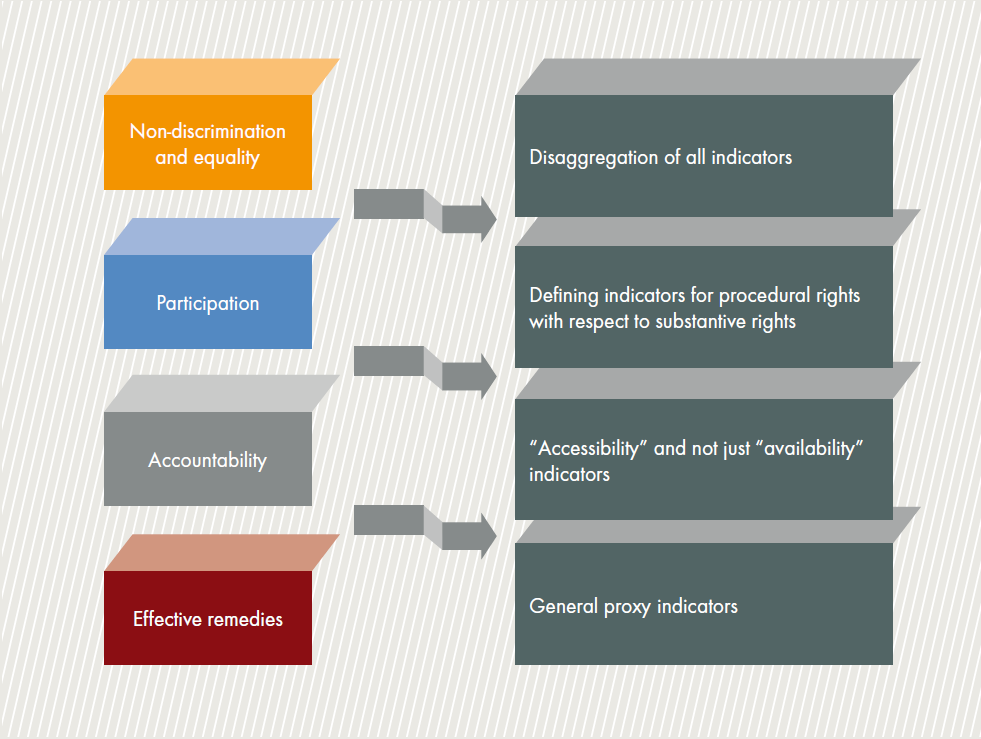 Non-discrimination
and equality
Participation
Accountability
Effective remedies
Disaggregation of all indicators
Defining indicators for procedural rights
with respect to substantive rights
“Accessibility” and not just “availability”
indicators
General proxy indicators